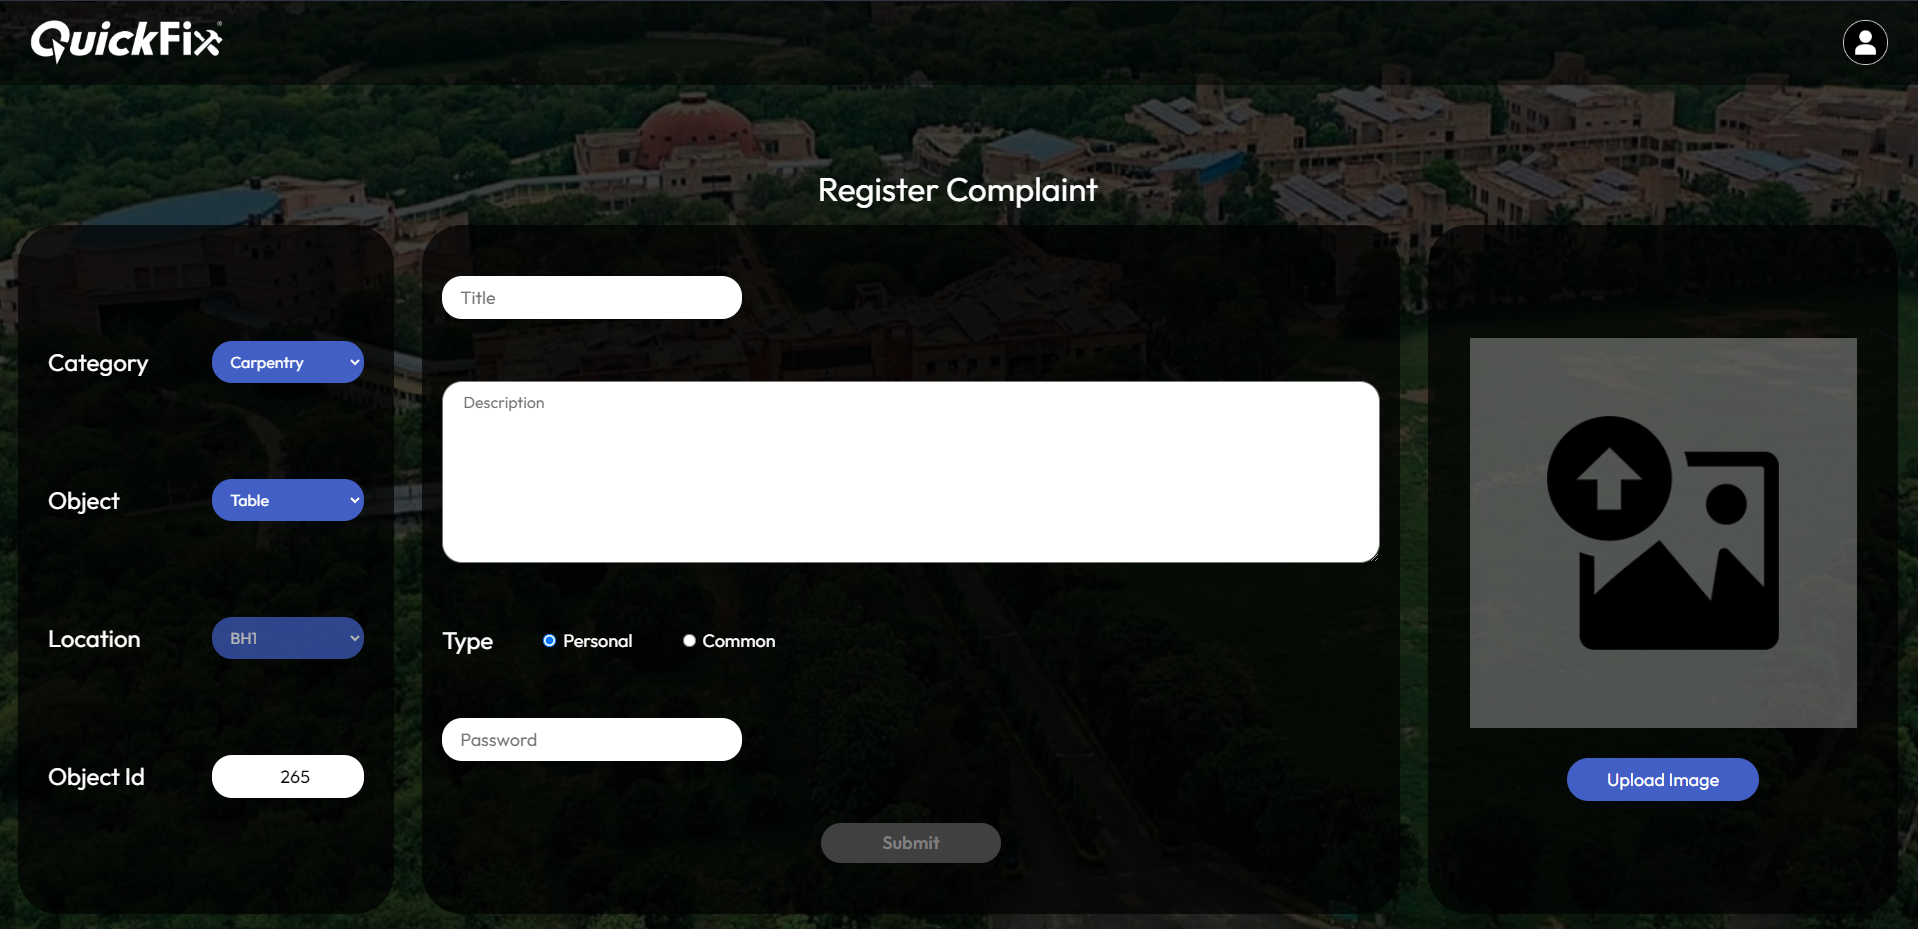 QuickFix®
Register Complaint
Category
Carpentry
Object
Table
Location
BH1
Object Id
265
Title
Description
Type
Personal
Common
Password
Submit
Upload Image